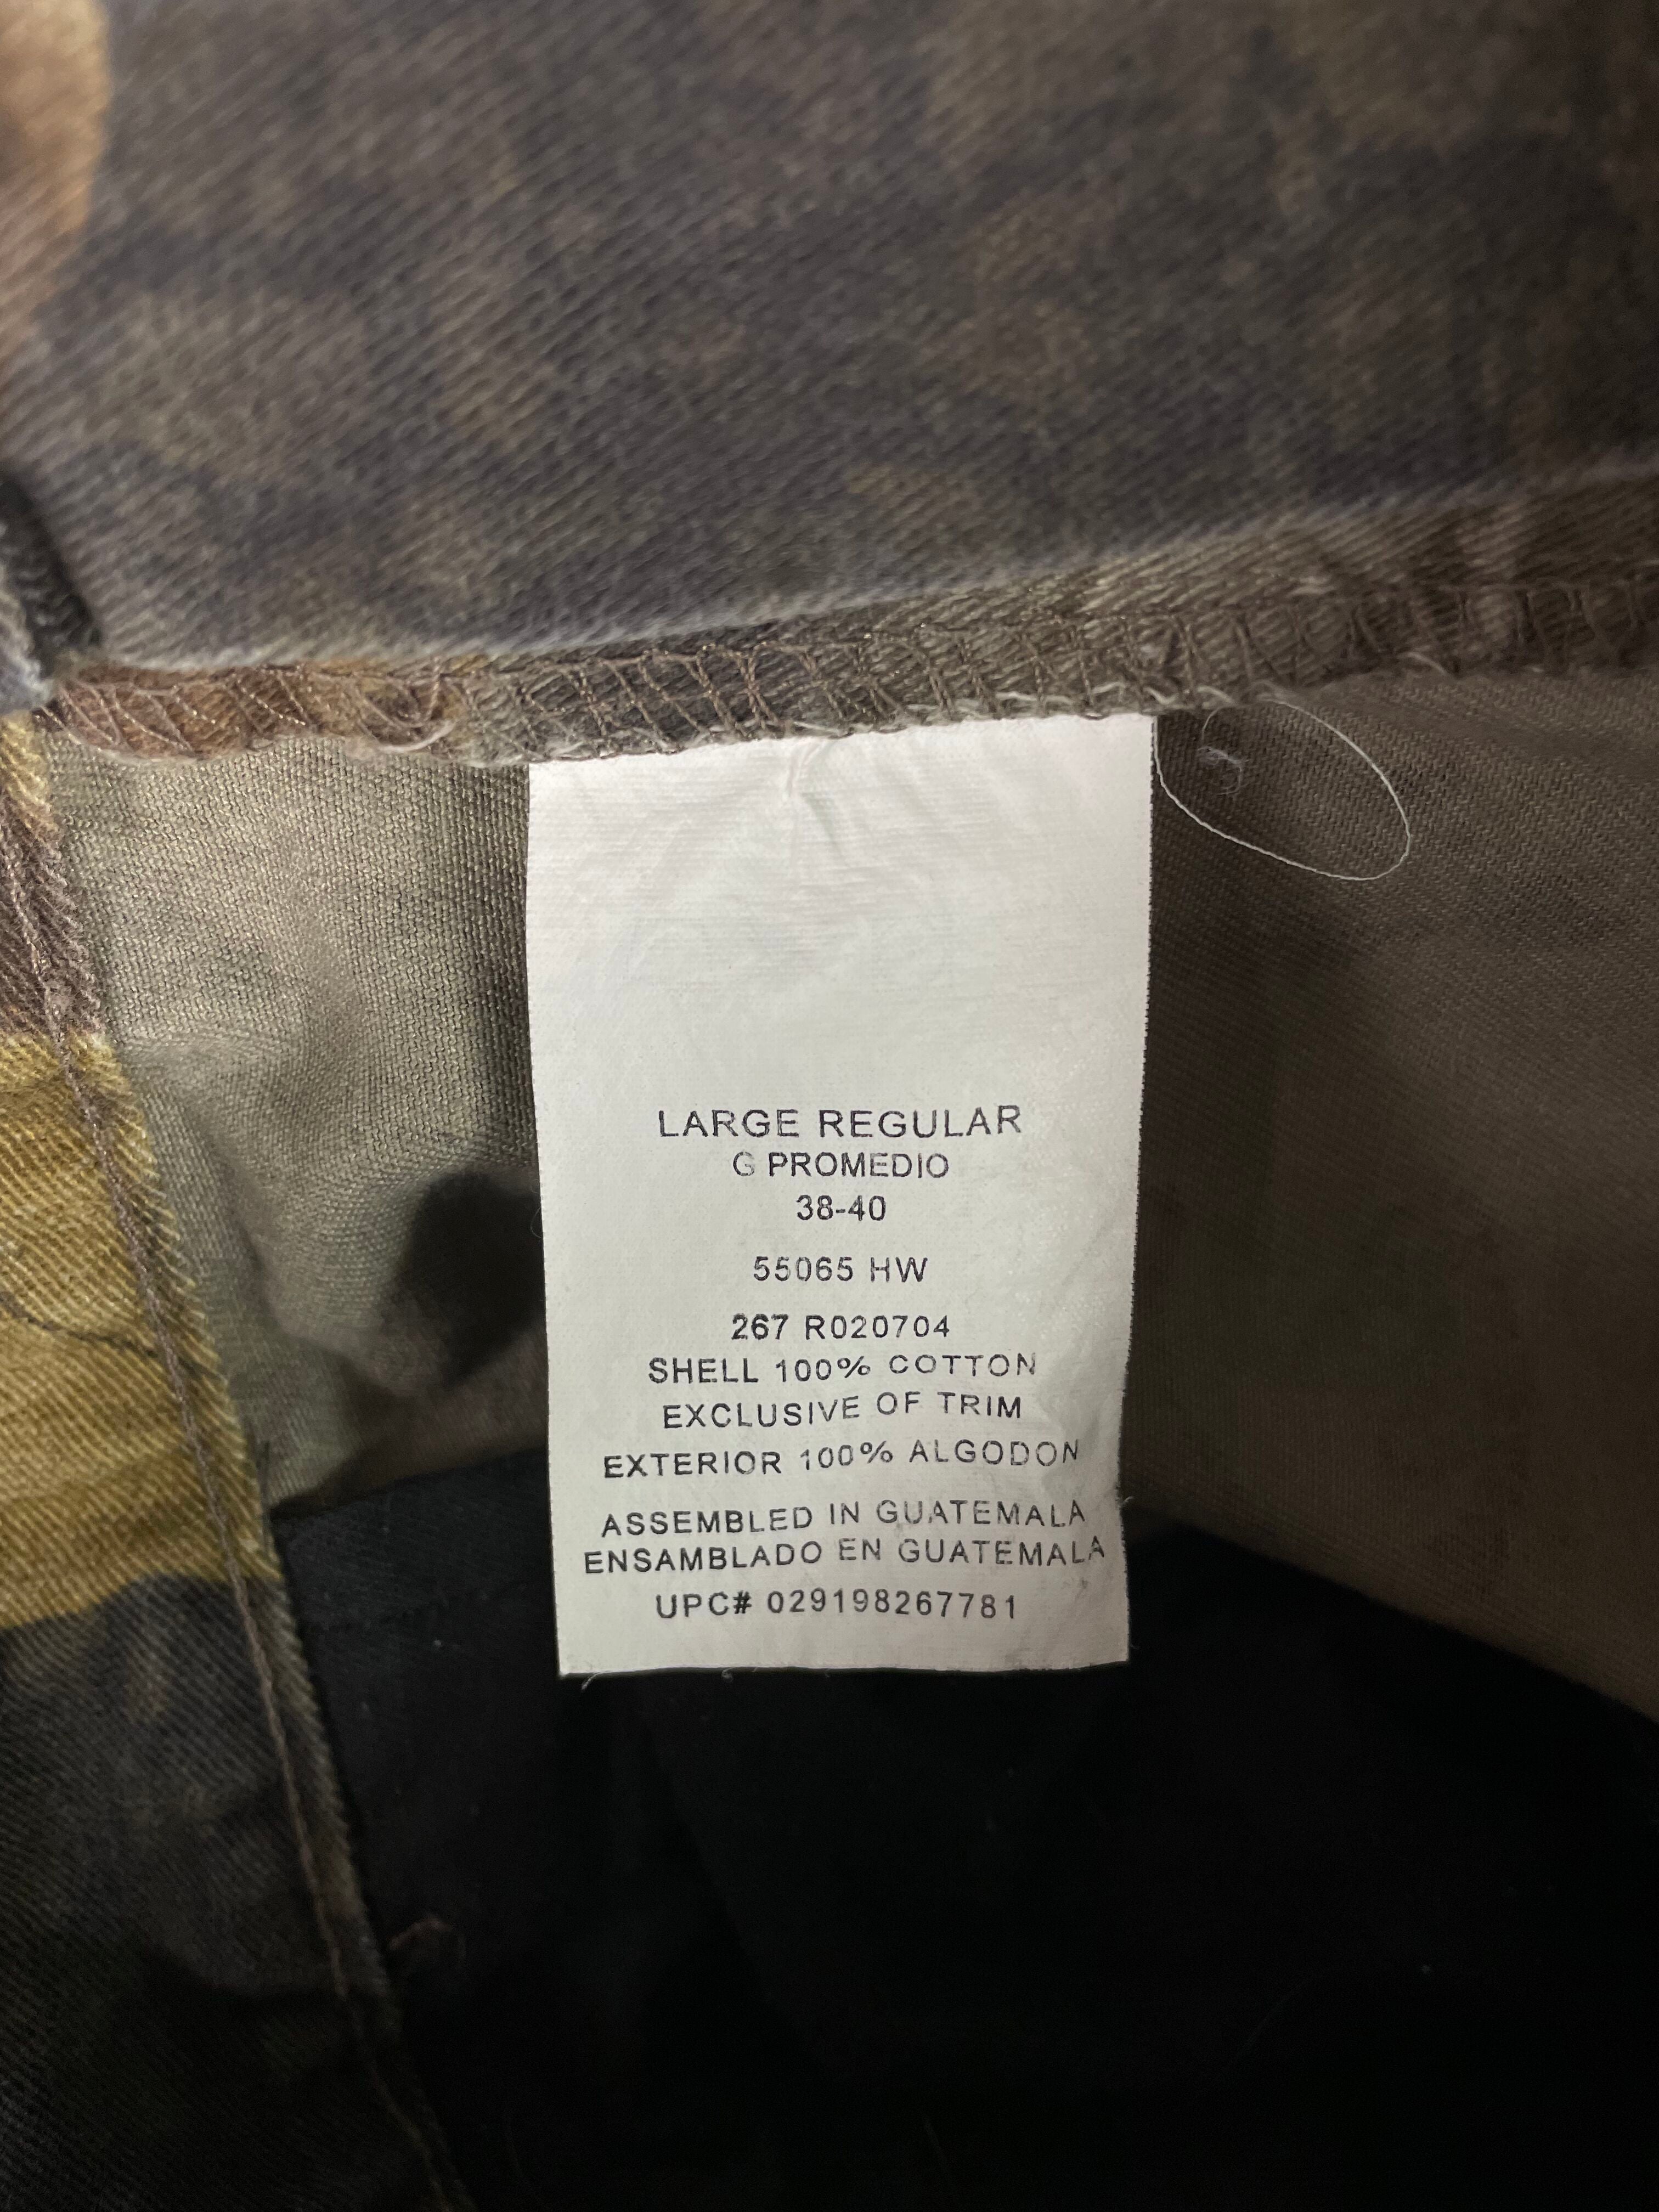 LARGE REGULAR
G PROMEDIO
38-40
55065 HW
267 R020704
SHELL 100% COTTON
EXCLUSIVE OF TRIM
EXTERIOR 100% ALGODON
ASSEMBLED IN GUATEMALA
ENSAMBLADO EN GUATEMALA
UPC# 029198267781